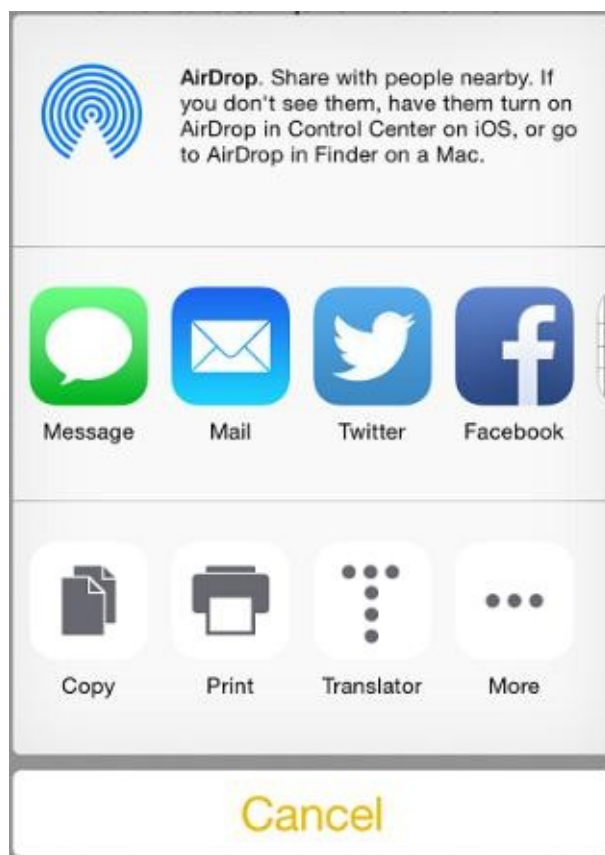 AirDrop. Share with people nearby. If
you don't see them, have them turn on
AirDrop in Control Center on iOS, or go
to AirDrop in Finder on a Mac.
Message Mail Twitter Facebook
Copy Print Translator More
Cancel